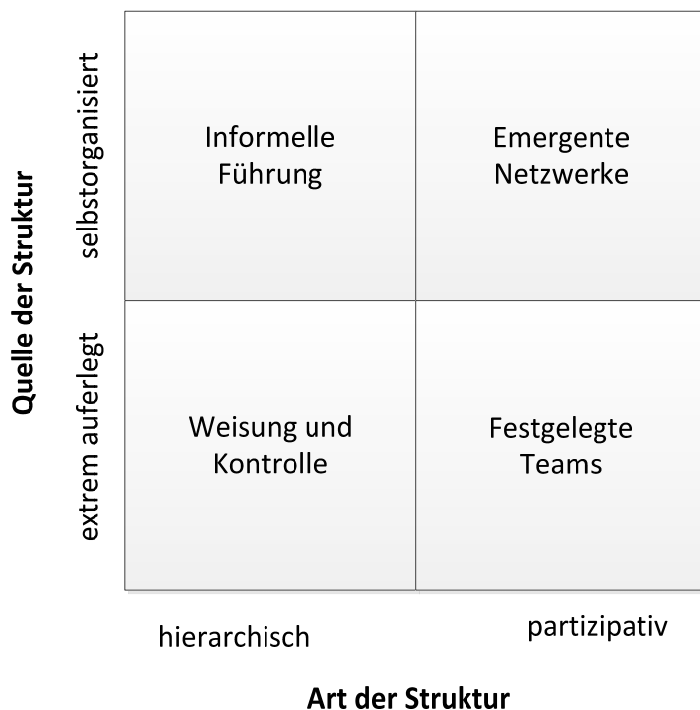 Quelle der Struktur
selbstorganisiert
Informelle
Führung
Emergente
Netzwerke
extrem auferlegt
Weisung und
Kontrolle
Festgelegte
Teams
hierarchisch
partizipativ
Art der Struktur